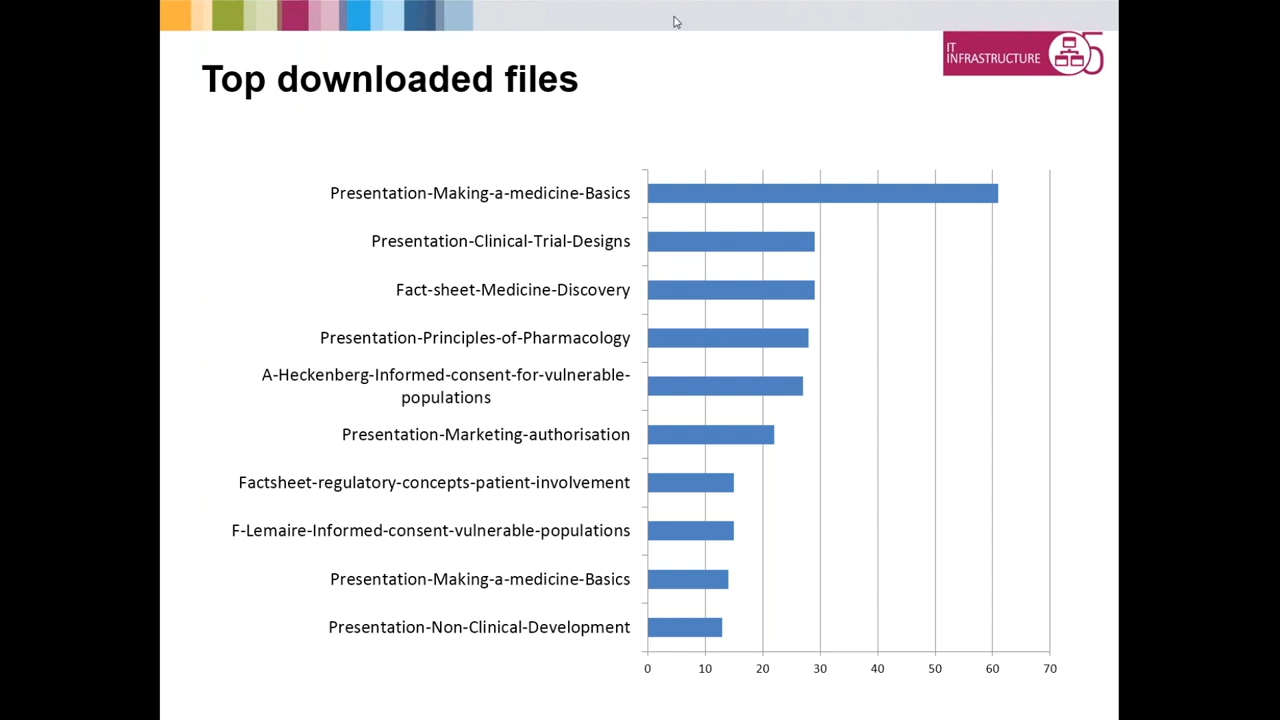 IT
INFRASTRUCTURE
5
Top downloaded files
Presentation-Making-a-medicine-Basics
Presentation-Clinical-Trial-Designs
Fact-sheet-Medicine-Discovery
Presentation-Principles-of-Pharmacology
A-Heckenberg-Informed-consent-for-vulnerable-
populations
Presentation-Marketing-authorisation
Factsheet-regulatory-concepts-patient-involvement
F-Lemaire-Informed-consent-vulnerable-populations
Presentation-Making-a-medicine-Basics
Presentation-Non-Clinical-Development
0 10 20 30 40 50 60 70